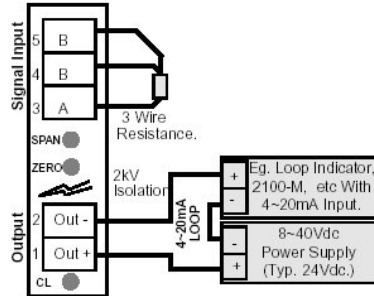 Signal Input
5 B
4 B
3 A
3 Wire
Resistance.
SPAN
ZERO
2kV
Isolation
Output
2 Out -
1 Out +
CL
4~20mA
LOOP
+
-
Eg. Loop Indicator,
2100-M, etc With
4~20mA Input.
-
+
8~40Vdc
Power Supply
(Typ. 24Vdc.)